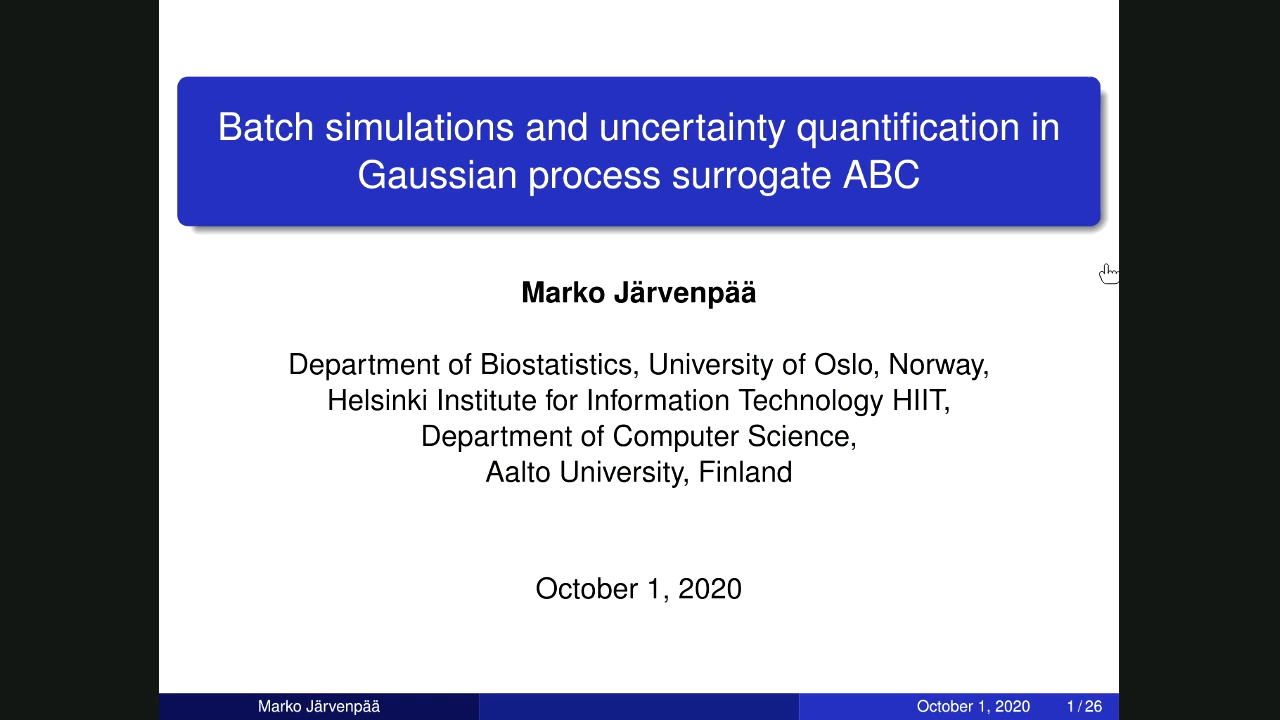 Batch simulations and uncertainty quantification in
Gaussian process surrogate ABC
Marko Järvenpää
Department of Biostatistics, University of Oslo, Norway,
Helsinki Institute for Information Technology HIIT,
Department of Computer Science,
Aalto University, Finland
October 1, 2020
Marko Järvenpää October 1, 2020 1 / 26